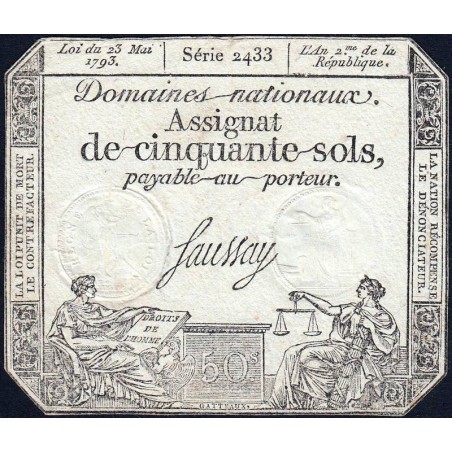 Loi du 23 Mai
1793.
Série 2433
L'An 2.me de la
République.
Domaines nationaux.
Assignat
de cinquante sols,
payable au porteur.
LA LOI PUNIT DE MORT
LE CONTREFACTEUR.
LA NATION RÉCOMPENSE
LE DÉNONCIATEUR.
Saussay
DROITS
DE
L'HOMME
50s
GATTEAUX